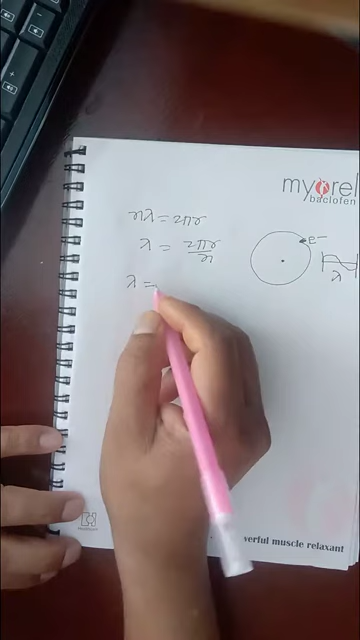 myorel
baclofen
nλ = 2πr
λ = 2πr/n
E⁻
λ
λ =
verful muscle relaxant